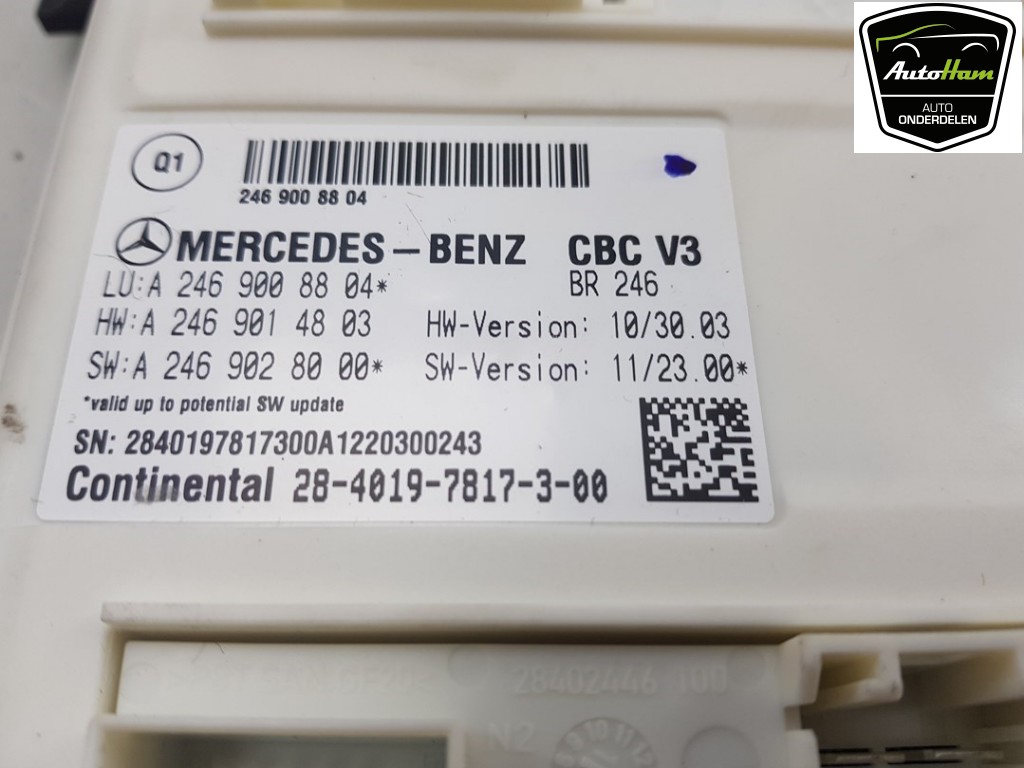 AutoHam
AUTO
ONDERDELEN
Q1
246 900 88 04
MERCEDES-BENZ CBC V3
LU:A 246 900 88 04* BR 246
HW:A 246 901 48 03 HW-Version: 10/30.03
SW:A 246 902 80 00* SW-Version: 11/23.00*
*valid up to potential SW update
SN: 2840197817300A1220300243
Continental 28-4019-7817-3-00
28402446 100
N2